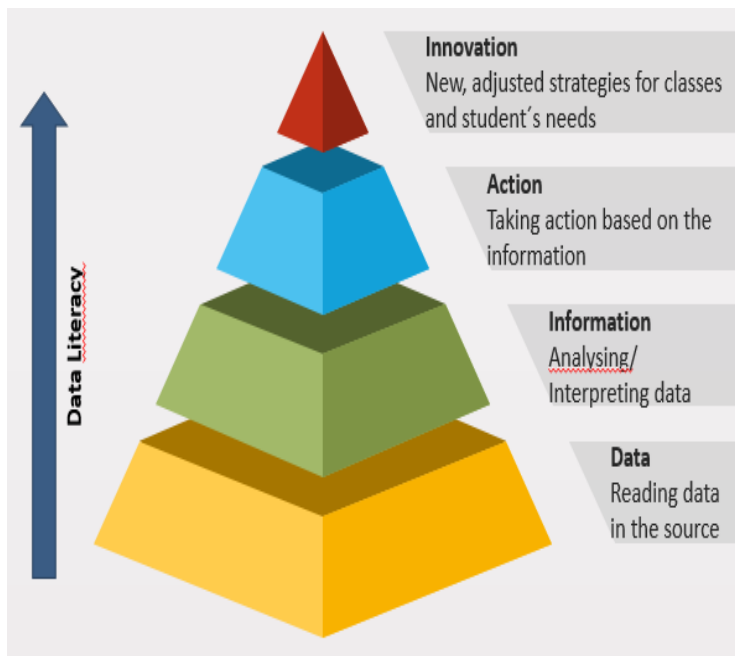 Innovation
New, adjusted strategies for classes
and student´s needs
Action
Taking action based on the
information
Information
Analysing/
Interpreting data
Data
Reading data
in the source
Data Literacy